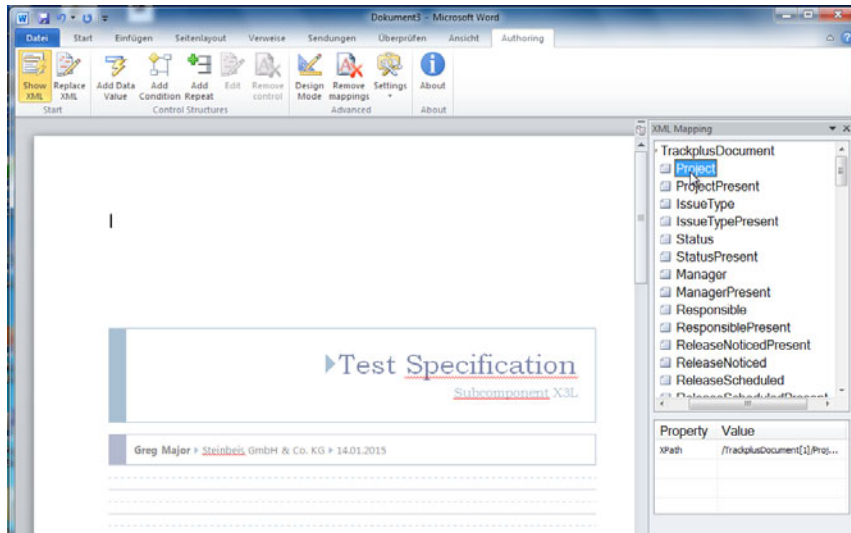 Dokument3 - Microsoft Word
Datei Start Einfügen Seitenlayout Verweise Sendungen Überprüfen Ansicht Authoring
Show XML
Replace XML
Add Data Value
Add Condition
Add Repeat
Edit
Remove control
Design Mode
Remove mappings
Settings
About
Start Control Structures Advanced About
XML Mapping
TrackplusDocument
Project
ProjectPresent
IssueType
IssueTypePresent
Status
StatusPresent
Manager
ManagerPresent
Responsible
ResponsiblePresent
ReleaseNoticedPresent
ReleaseNoticed
ReleaseScheduled
ReleaseScheduledPresent
Property Value
XPath /TrackplusDocument[1]/Proj...
Test Specification
Subcomponent X3L
Greg Major Steinbeis GmbH & Co. KG 14.01.2015